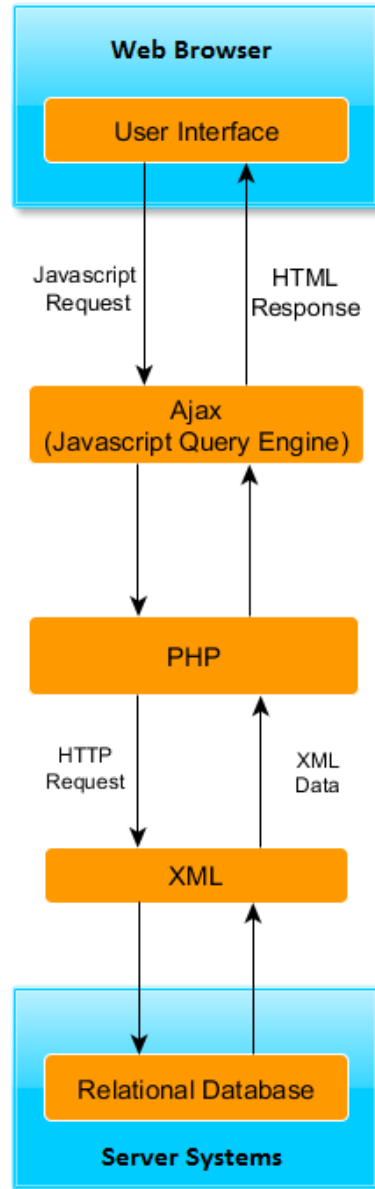 Web Browser
User Interface
Javascript
Request
HTML
Response
Ajax
(Javascript Query Engine)
PHP
HTTP
Request
XML
Data
XML
Relational Database
Server Systems